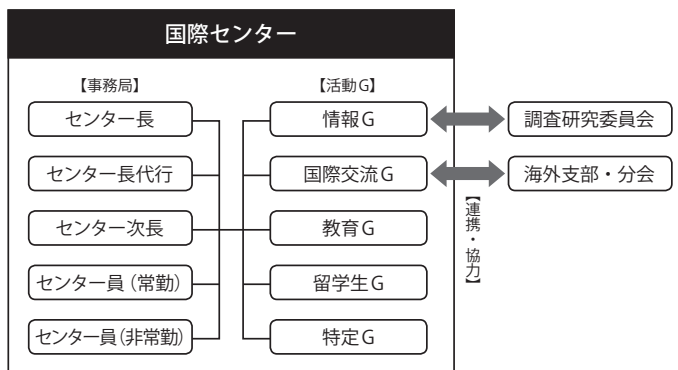 国際センター
【事務局】
センター長
センター長代行
センター次長
センター員（常勤）
センター員（非常勤）
【活動G】
情報G
国際交流G
教育G
留学生G
特定G
調査研究委員会
海外支部・分会
【連携・協力】